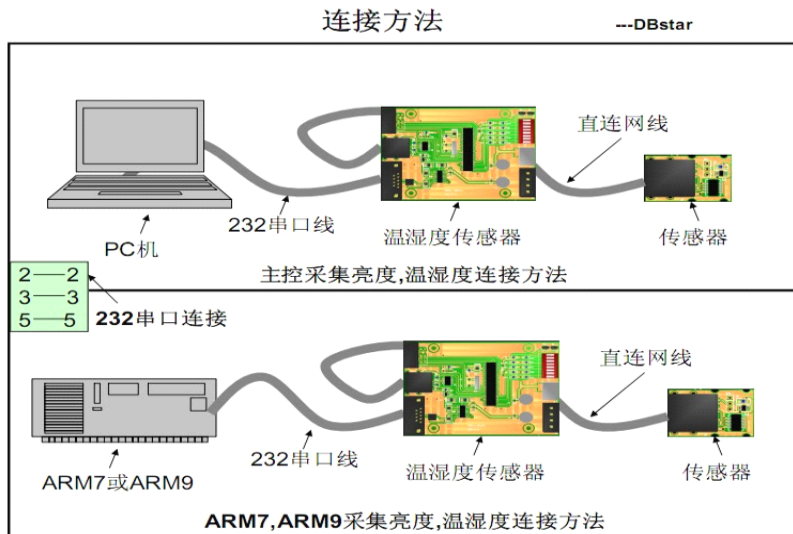 连接方法
---DBstar
直连网线
232串口线
PC机
温湿度传感器
传感器
主控采集亮度,温湿度连接方法
2—2
3—3
5—5
232串口连接
直连网线
232串口线
ARM7或ARM9
温湿度传感器
传感器
ARM7,ARM9采集亮度,温湿度连接方法